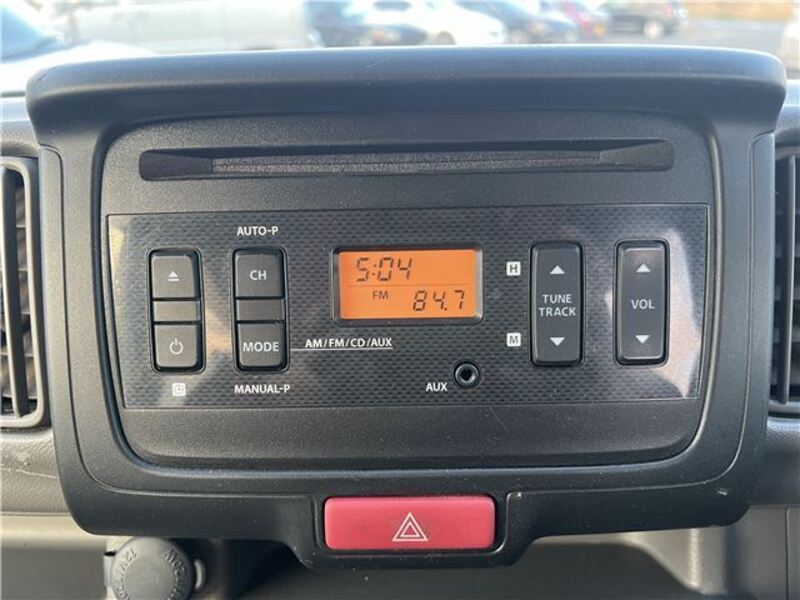 AUTO-P
CH
MODE
AM/FM/CD/AUX
MANUAL-P
5:04
FM 84.7
AUX
H
M
TUNE
TRACK
VOL